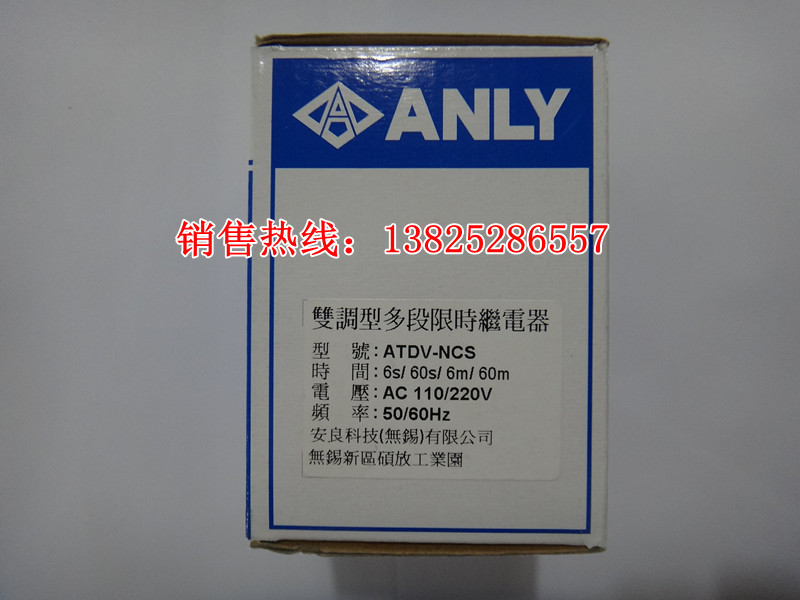 ANLY
销售热线：13825286557
雙調型多段限時繼電器
型 號：ATDV-NCS
時 間：6s/ 60s/ 6m/ 60m
電 壓：AC 110/220V
頻 率：50/60Hz
安良科技(無錫)有限公司
無錫新區碩放工業園